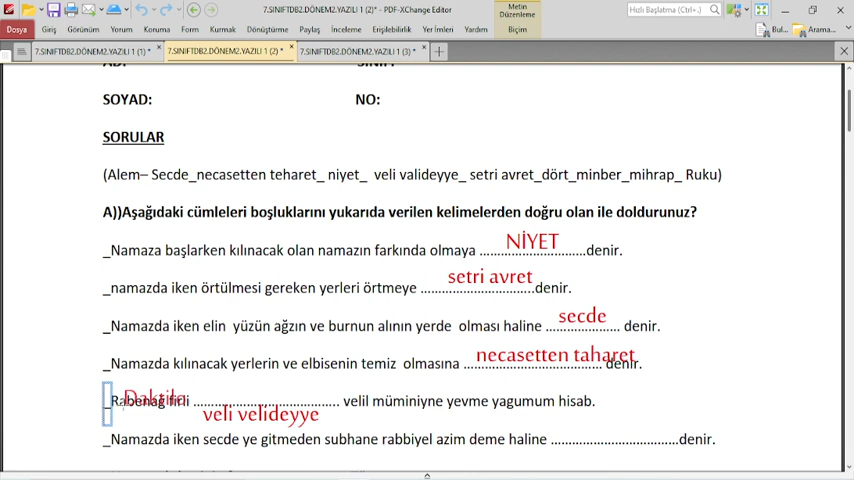 7.SINIFTDB2.DÖNEM2.YAZILI 1 (2)* * - PDF-XChange Editor
Metin Düzenleme
Hızlı Başlatma (Ctrl+.)
Dosya Giriş Görünüm Yorum Koru Form Kurmak Dönüştürme Paylaş İnceleme Erişilebilirlik Yer İmleri Yardım Biçim Bul... Arama...
7.SINIFTDB2.DÖNEM2.YAZILI 1 (1) * 7.SINIFTDB2.DÖNEM2.YAZILI 1 (2) * 7.SINIFTDB2.DÖNEM2.YAZILI 1 (3) *
SOYAD: NO:
SORULAR
(Alem– Secde_necasetten teharet_ niyet_ veli valideyye_ setri avret_dört_minber_mihrap_ Ruku)
A))Aşağıdaki cümleleri boşluklarını yukarıda verilen kelimelerden doğru olan ile doldurunuz?
NİYET
_Namaza başlarken kılınacak olan namazın farkında olmaya ...........................denir.
setri avret
_namazda iken örtülmesi gereken yerleri örtmeye .............................denir.
secde
_Namazda iken elin yüzün ağzın ve burnun alının yerde olması haline ................... denir.
necasetten taharet
_Namazda kılınacak yerlerin ve elbisenin temiz olmasına ................................... denir.
Daktilo
_Rabenağfirli ..................................... velil müminiyne yevme yagumum hisab.
veli velideyye
_Namazda iken secde ye gitmeden subhane rabbiyel azim deme haline .................................denir.